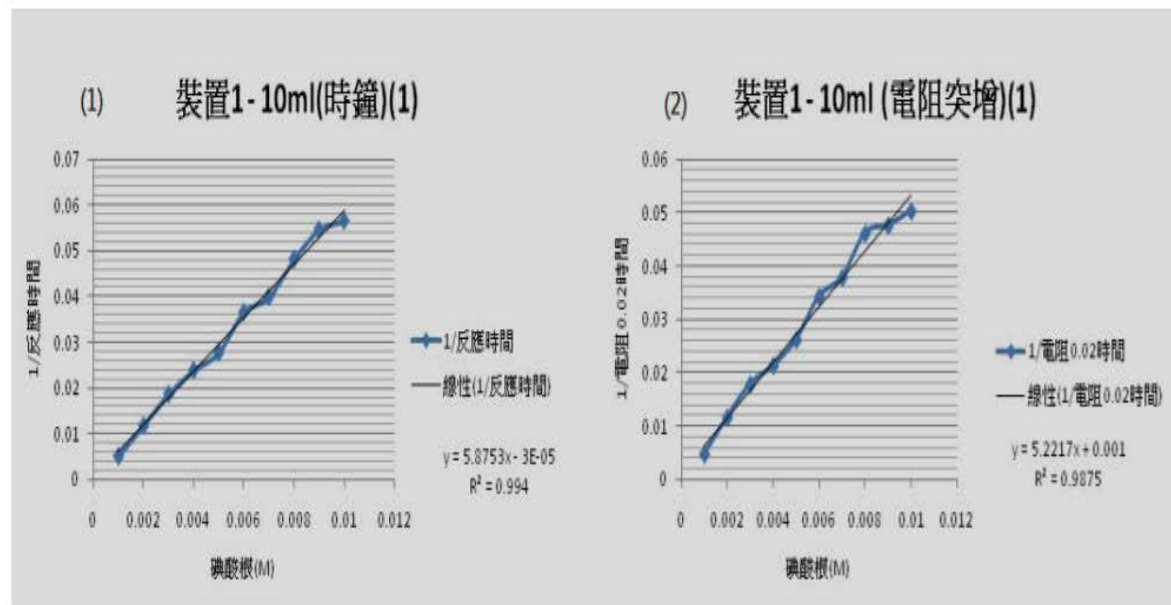 (1) 裝置1 - 10ml(時鐘)(1)
0.07
0.06
0.05
0.04
0.03
0.02
0.01
0
1/反應時間
0 0.002 0.004 0.006 0.008 0.01 0.012
碘酸根(M)
1/反應時間
線性(1/反應時間)
y = 5.8753x - 3E-05
R² = 0.994
(2) 裝置1 - 10ml (電阻突增)(1)
0.06
0.05
0.04
0.03
0.02
0.01
0
1/電阻0.02時間
0 0.002 0.004 0.006 0.008 0.01 0.012
碘酸根(M)
1/電阻0.02時間
線性(1/電阻0.02時間)
y = 5.2217x + 0.001
R² = 0.9875